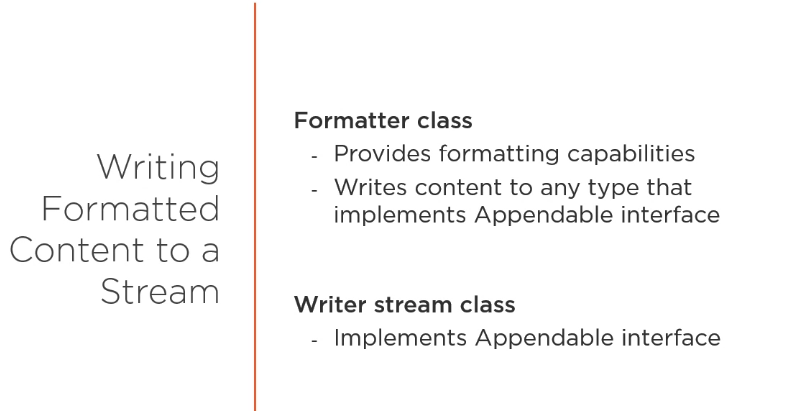 Writing
Formatted
Content to a
Stream
Formatter class
- Provides formatting capabilities
- Writes content to any type that
implements Appendable interface
Writer stream class
- Implements Appendable interface